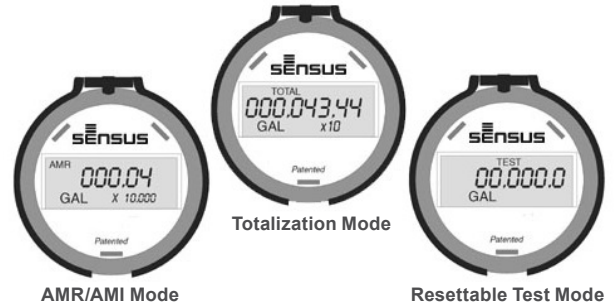 SENSUS
AMR
000.04
GAL X 10.000
Patented
AMR/AMI Mode
SENSUS
TOTAL
000.043.44
GAL x10
Patented
Totalization Mode
SENSUS
TEST
00.000.0
GAL
Patented
Resettable Test Mode